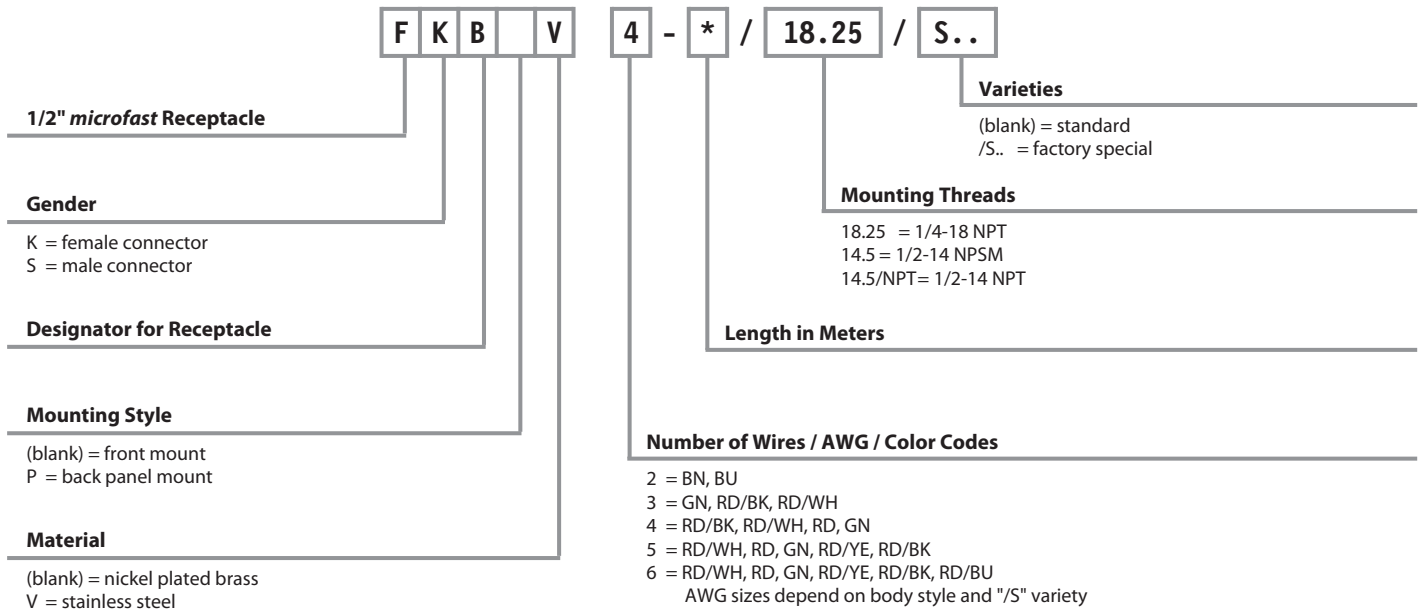 F K B V 4 - * / 18.25 / S..
1/2" microfast Receptacle
Gender
K = female connector
S = male connector
Designator for Receptacle
Mounting Style
(blank) = front mount
P = back panel mount
Material
(blank) = nickel plated brass
V = stainless steel
Varieties
(blank) = standard
/S.. = factory special
Mounting Threads
18.25 = 1/4-18 NPT
14.5 = 1/2-14 NPSM
14.5/NPT= 1/2-14 NPT
Length in Meters
Number of Wires / AWG / Color Codes
2 = BN, BU
3 = GN, RD/BK, RD/WH
4 = RD/BK, RD/WH, RD, GN
5 = RD/WH, RD, GN, RD/YE, RD/BK
6 = RD/WH, RD, GN, RD/YE, RD/BK, RD/BU
AWG sizes depend on body style and "/S" variety